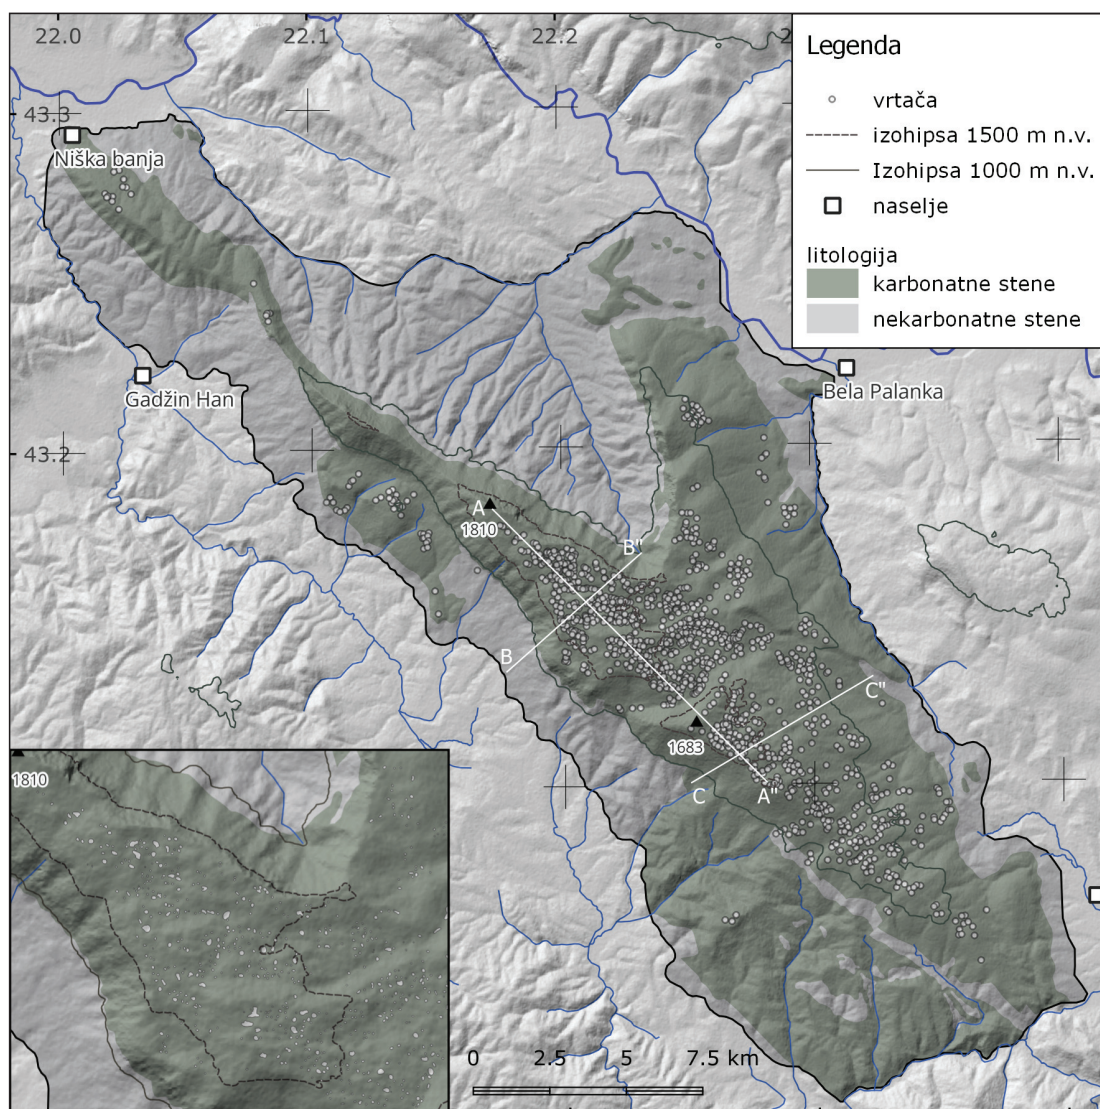 22.0
22.1
22.2
2
43.3
43.2
Legenda
vrtača
izohipsa 1500 m n.v.
Izohipsa 1000 m n.v.
naselje
litologija
karbonatne stene
nekarbonatne stene
Niška banja
Gadžin Han
Bela Palanka
A
1810
B"
B
C"
1683
C
A"
1810
0
2.5
5
7.5 km